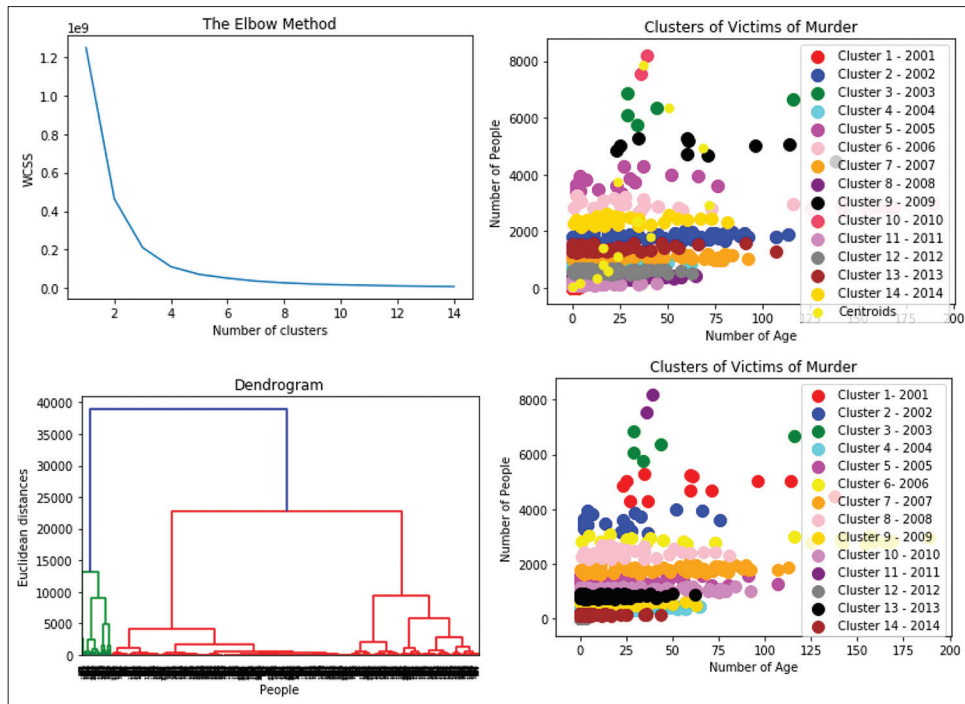 The Elbow Method
1e9
1.2
1.0
0.8
0.6
0.4
0.2
0.0
WCSS
2 4 6 8 10 12 14
Number of clusters
Clusters of Victims of Murder
8000
6000
4000
2000
0
Number of People
0 25 50 75 100 125 150 175 200
Number of Age
Cluster 1 - 2001
Cluster 2 - 2002
Cluster 3 - 2003
Cluster 4 - 2004
Cluster 5 - 2005
Cluster 6 - 2006
Cluster 7 - 2007
Cluster 8 - 2008
Cluster 9 - 2009
Cluster 10 - 2010
Cluster 11 - 2011
Cluster 12 - 2012
Cluster 13 - 2013
Cluster 14 - 2014
Centroids
Dendrogram
40000
35000
30000
25000
20000
15000
10000
5000
0
Euclidean distances
People
Clusters of Victims of Murder
8000
6000
4000
2000
0
Number of People
0 25 50 75 100 125 150 175 200
Number of Age
Cluster 1- 2001
Cluster 2 - 2002
Cluster 3 - 2003
Cluster 4 - 2004
Cluster 5 - 2005
Cluster 6 - 2006
Cluster 7 - 2007
Cluster 8 - 2008
Cluster 9 - 2009
Cluster 10 - 2010
Cluster 11 - 2011
Cluster 12 - 2012
Cluster 13 - 2013
Cluster 14 - 2014